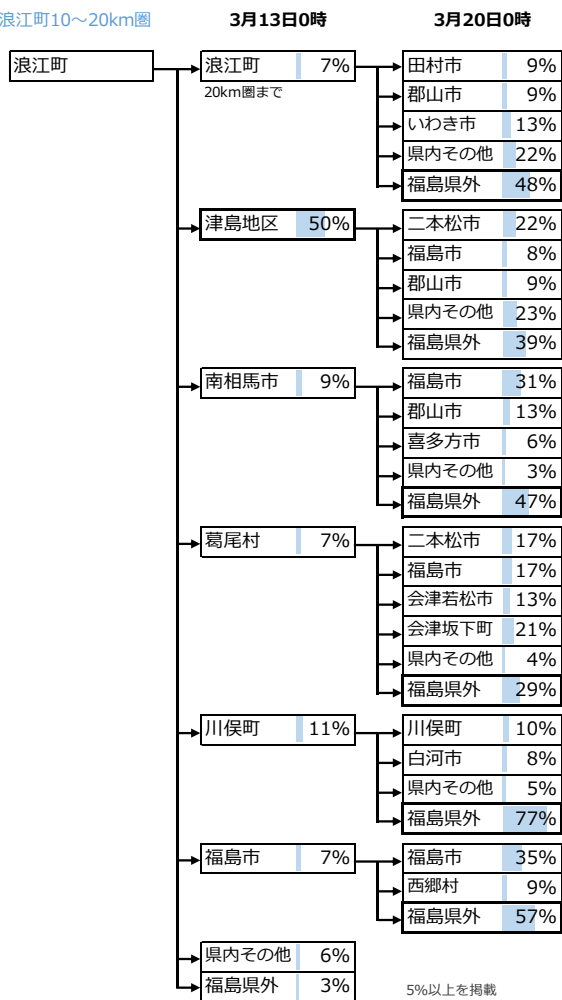 浪江町10～20km圏 3月13日0時 3月20日0時
浪江町 浪江町 7% 田村市 9%
20km圏まで 郡山市 9%
いわき市 13%
県内その他 22%
福島県外 48%
津島地区 50% 二本松市 22%
福島市 8%
郡山市 9%
県内その他 23%
福島県外 39%
南相馬市 9% 福島市 31%
郡山市 13%
喜多方市 6%
県内その他 3%
福島県外 47%
葛尾村 7% 二本松市 17%
福島市 17%
会津若松市 13%
会津坂下町 21%
県内その他 4%
福島県外 29%
川俣町 11% 川俣町 10%
白河市 8%
県内その他 5%
福島県外 77%
福島市 7% 福島市 35%
西郷村 9%
福島県外 57%
県内その他 6%
福島県外 3% 5%以上を掲載